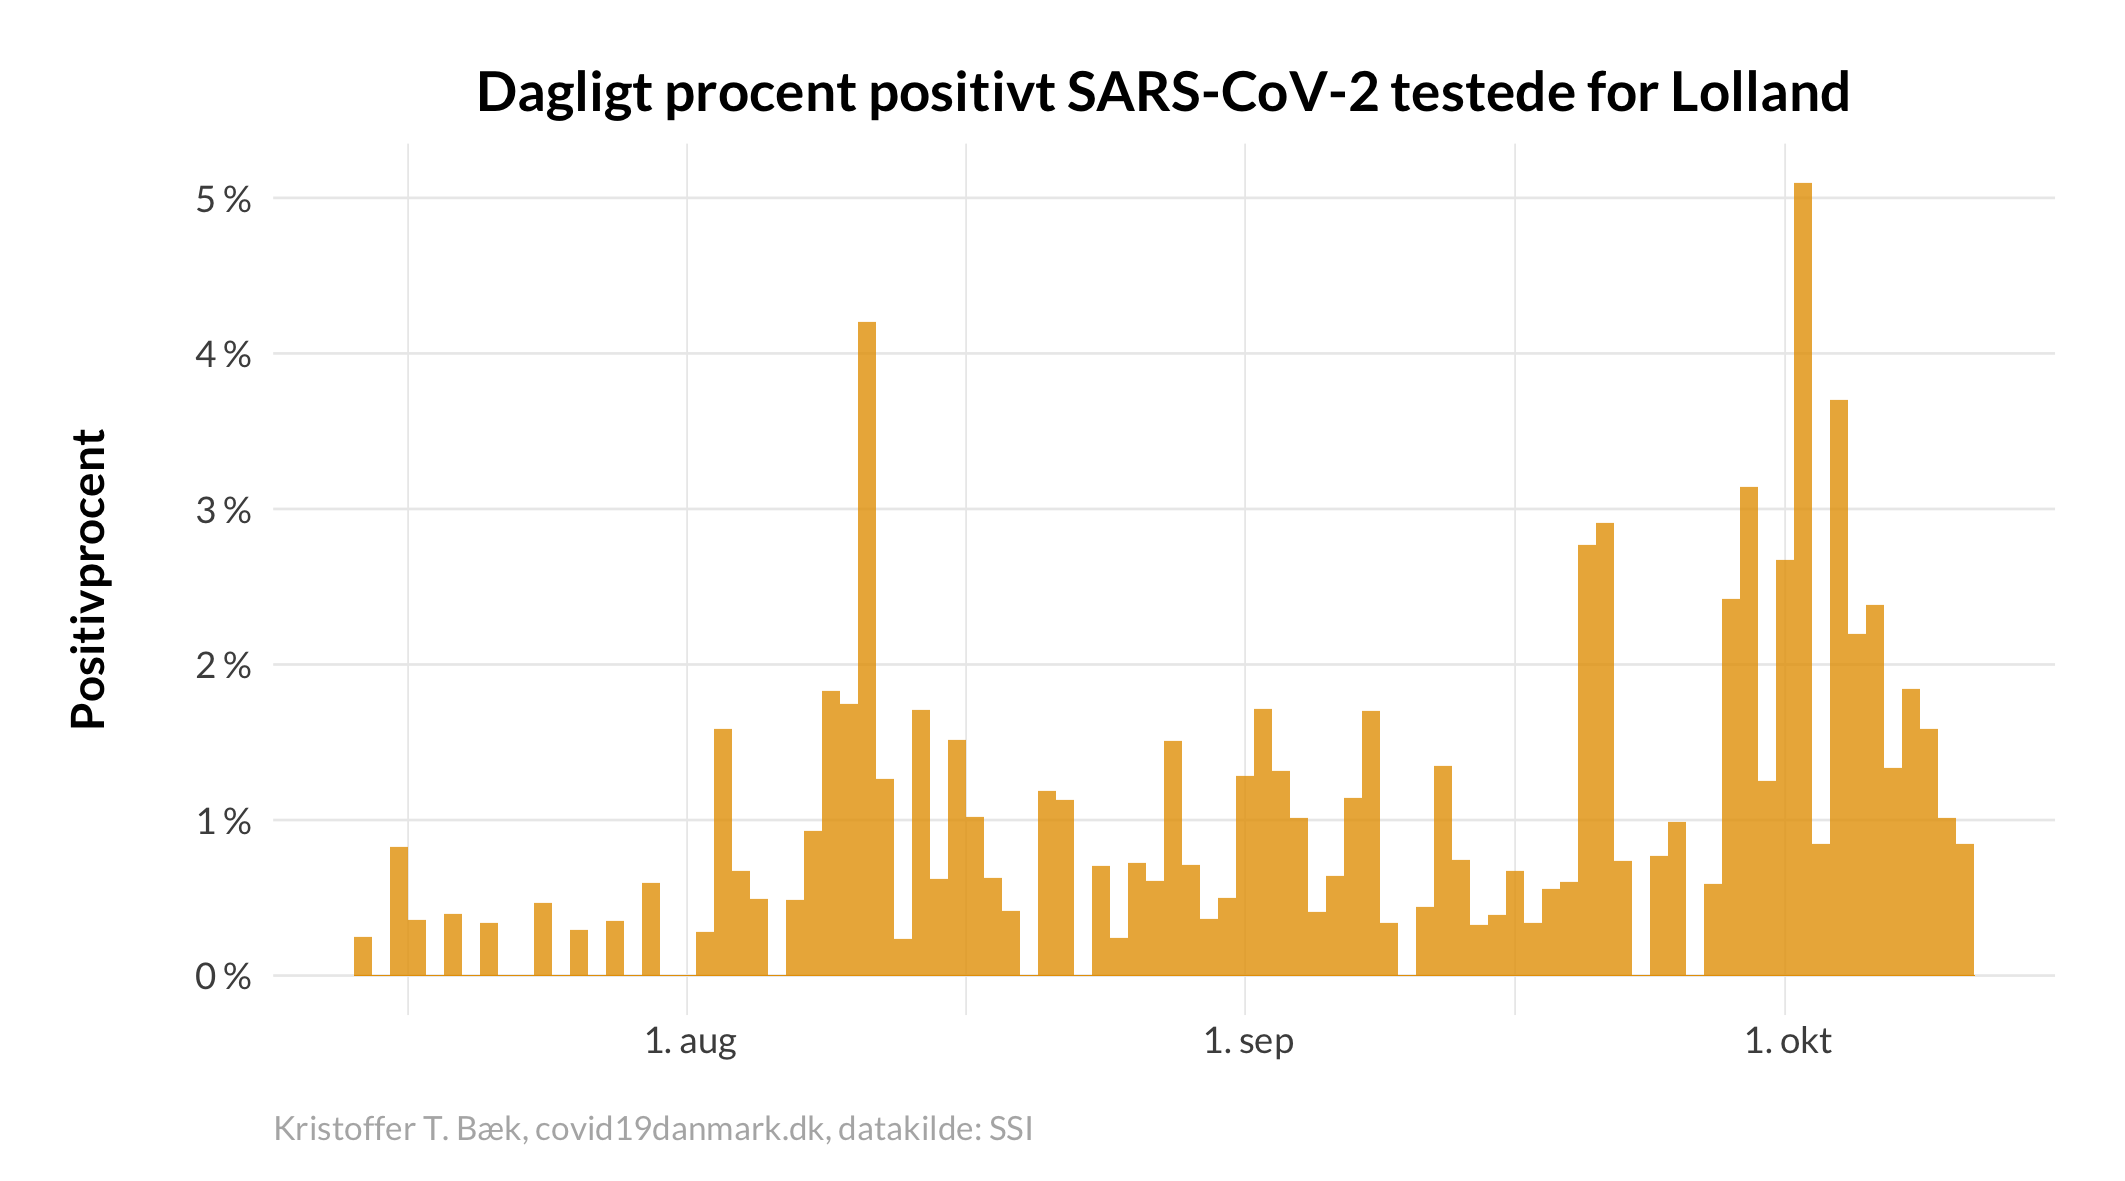 Dagligt procent positivt SARS-CoV-2 testede for Lolland
Positivprocent
5 %
4 %
3 %
2 %
1 %
0 %
1. aug
1. sep
1. okt
Kristoffer T. Bæk, covid19danmark.dk, datakilde: SSI